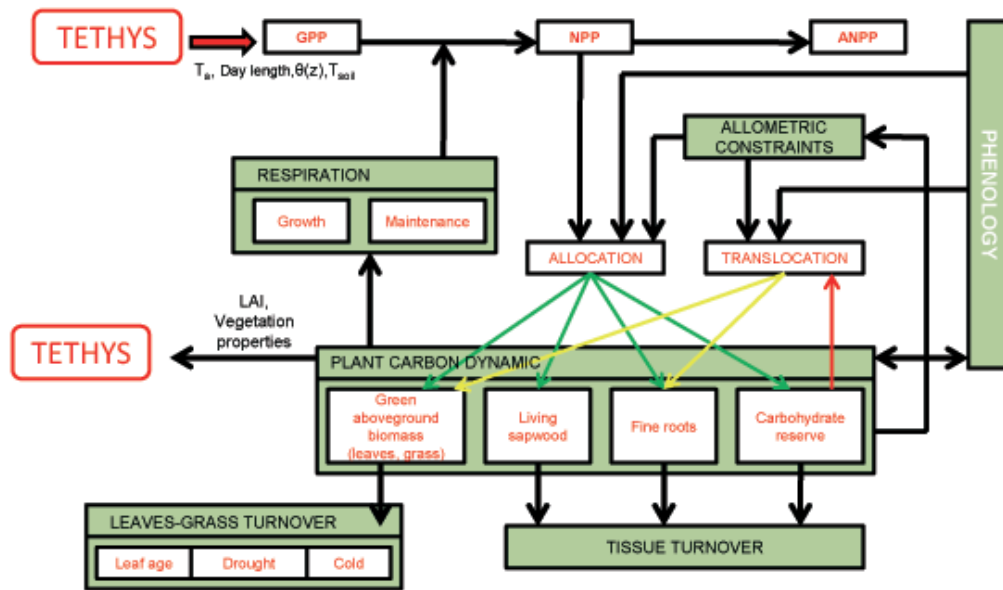 TETHYS
GPP
NPP
ANPP
Ta, Day length,θ(z),Tsoil
PHENOLOGY
ALLOMETRIC
CONSTRAINTS
RESPIRATION
Growth
Maintenance
ALLOCATION
TRANSLOCATION
LAI,
Vegetation
properties
TETHYS
PLANT CARBON DYNAMIC
Green
aboveground
biomass
(leaves, grass)
Living
sapwood
Fine roots
Carbohydrate
reserve
LEAVES-GRASS TURNOVER
Leaf age
Drought
Cold
TISSUE TURNOVER